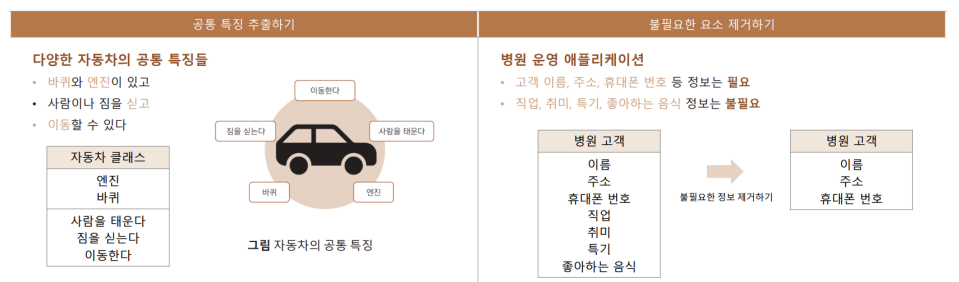 공통 특징 추출하기
다양한 자동차의 공통 특징들
• 바퀴와 엔진이 있고
• 사람이나 짐을 싣고
• 이동할 수 있다
자동차 클래스
엔진
바퀴
사람을 태운다
짐을 싣는다
이동한다
이동한다
짐을 싣는다
사람을 태운다
바퀴
엔진
그림 자동차의 공통 특징
불필요한 요소 제거하기
병원 운영 애플리케이션
• 고객 이름, 주소, 휴대폰 번호 등 정보는 필요
• 직업, 취미, 특기, 좋아하는 음식 정보는 불필요
병원 고객
이름
주소
휴대폰 번호
직업
취미
특기
좋아하는 음식
불필요한 정보 제거하기
병원 고객
이름
주소
휴대폰 번호